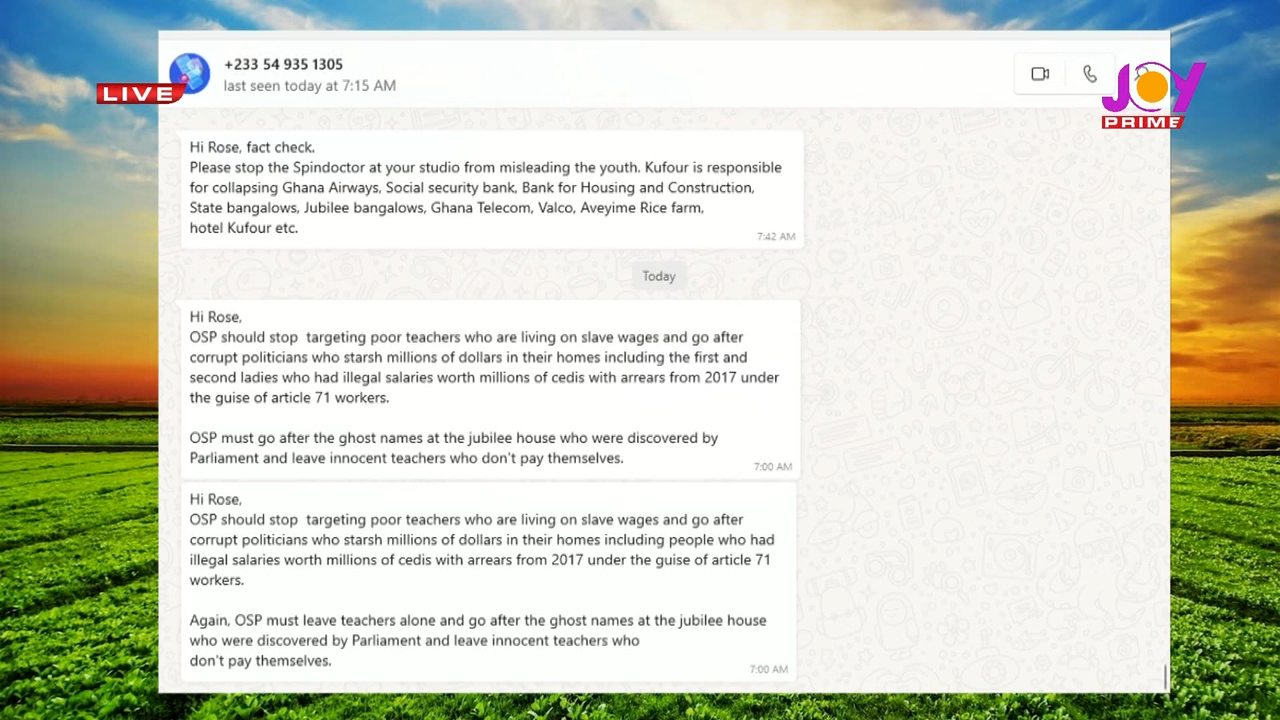 +233 54 935 1305
last seen today at 7:15 AM
LIVE
JOY
PRIME
Hi Rose, fact check.
Please stop the Spindoctor at your studio from misleading the youth. Kufour is responsible
for collapsing Ghana Airways, Social security bank, Bank for Housing and Construction,
State bangalows, Jubilee bangalows, Ghana Telecom, Valco, Aveyime Rice farm,
hotel Kufour etc.
7:42 AM
Today
Hi Rose,
OSP should stop targeting poor teachers who are living on slave wages and go after
corrupt politicians who starsh millions of dollars in their homes including the first and
second ladies who had illegal salaries worth millions of cedis with arrears from 2017 under
the guise of article 71 workers.
OSP must go after the ghost names at the jubilee house who were discovered by
Parliament and leave innocent teachers who don't pay themselves.
7:00 AM
Hi Rose,
OSP should stop targeting poor teachers who are living on slave wages and go after
corrupt politicians who starsh millions of dollars in their homes including people who had
illegal salaries worth millions of cedis with arrears from 2017 under the guise of article 71
workers.
Again, OSP must leave teachers alone and go after the ghost names at the jubilee house
who were discovered by Parliament and leave innocent teachers who
don't pay themselves.
7:00 AM